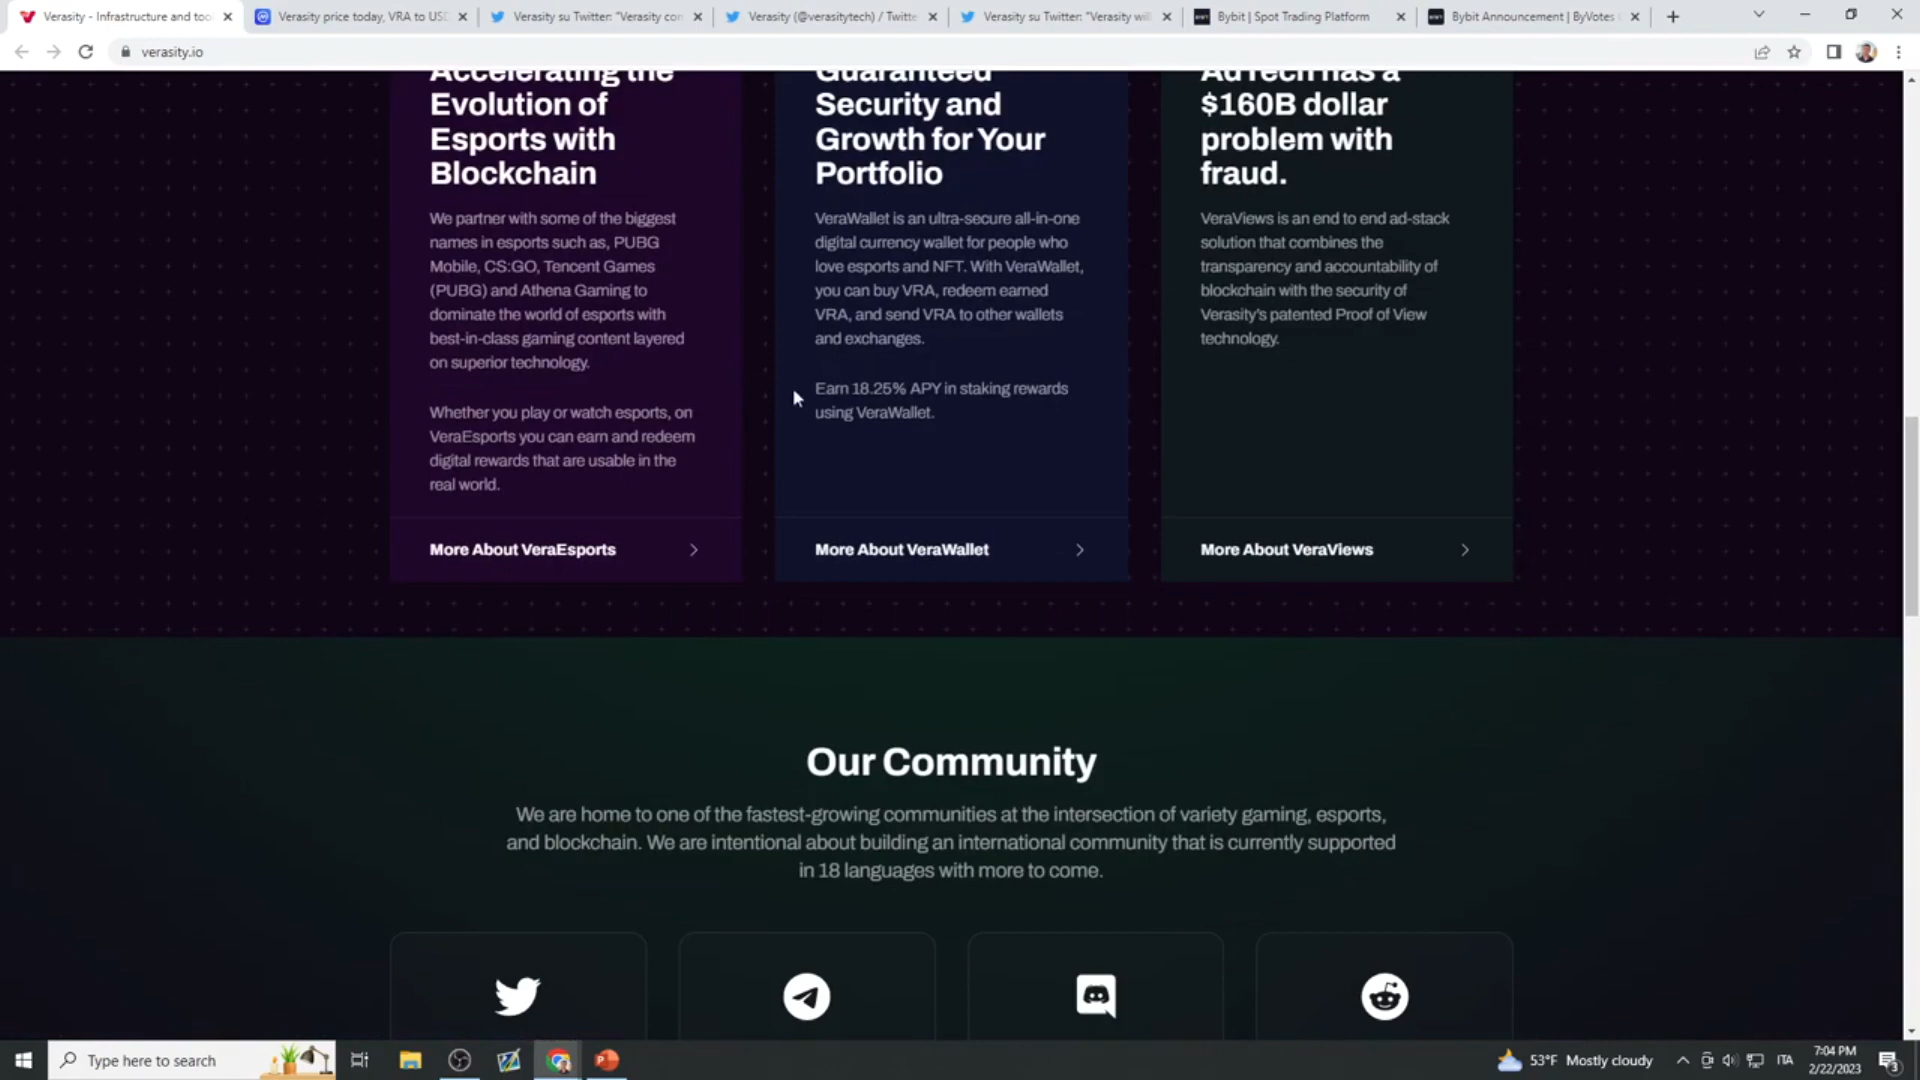 Verasity - Infrastructure and too
Verasity price today, VRA to USD
Verasity su Twitter: "Verasity con
Verasity (@verasitytech) / Twitte
Verasity su Twitter: "Verasity will
Bybit | Spot Trading Platform
Bybit Announcement | ByVotes
verasity.io
Accelerating the
Evolution of
Esports with
Blockchain
We partner with some of the biggest
names in esports such as, PUBG
Mobile, CS:GO, Tencent Games
(PUBG) and Athena Gaming to
dominate the world of esports with
best-in-class gaming content layered
on superior technology.
Whether you play or watch esports, on
VeraEsports you can earn and redeem
digital rewards that are usable in the
real world.
More About VeraEsports
Guaranteed
Security and
Growth for Your
Portfolio
VeraWallet is an ultra-secure all-in-one
digital currency wallet for people who
love esports and NFT. With VeraWallet,
you can buy VRA, redeem earned
VRA, and send VRA to other wallets
and exchanges.
Earn 18.25% APY in staking rewards
using VeraWallet.
More About VeraWallet
AdTech has a
$160B dollar
problem with
fraud.
VeraViews is an end to end ad-stack
solution that combines the
transparency and accountability of
blockchain with the security of
Verasity's patented Proof of View
technology.
More About VeraViews
Our Community
We are home to one of the fastest-growing communities at the intersection of variety gaming, esports,
and blockchain. We are intentional about building an international community that is currently supported
in 18 languages with more to come.
Type here to search
53°F Mostly cloudy
ITA
7:04 PM
2/22/2023
3